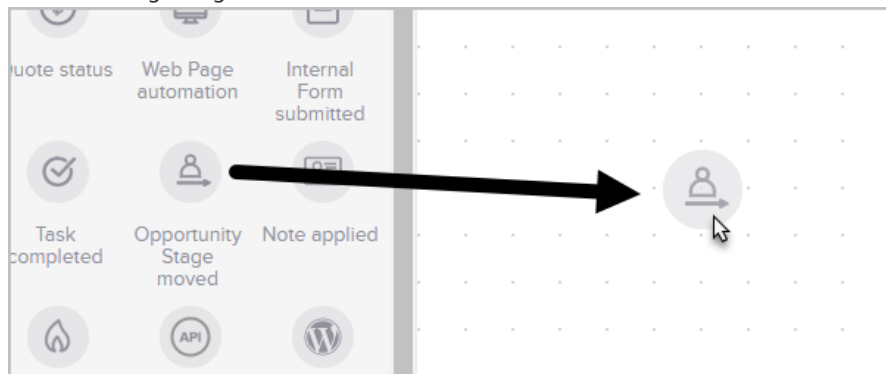 uote status
Web Page
automation
Internal
Form
submitted
Task
completed
Opportunity
Stage
moved
Note applied
API